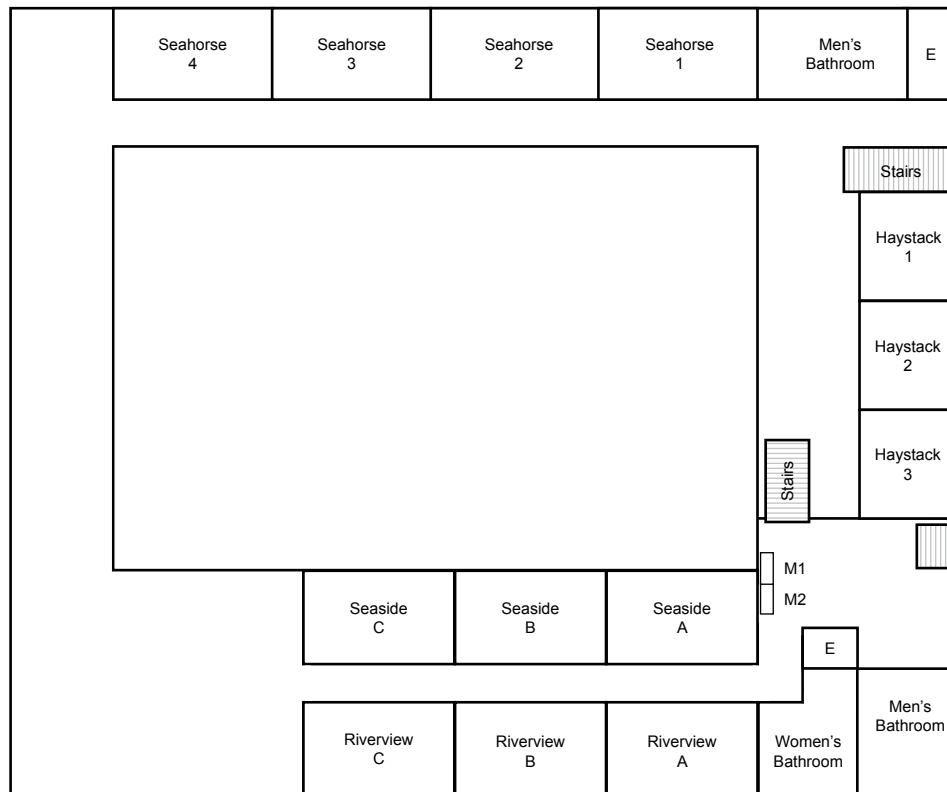 Seahorse
4
Seahorse
3
Seahorse
2
Seahorse
1
Men's
Bathroom
E
Stairs
Haystack
1
Haystack
2
Haystack
3
Stairs
M1
M2
Seaside
C
Seaside
B
Seaside
A
E
Riverview
C
Riverview
B
Riverview
A
Women's
Bathroom
Men's
Bathroom